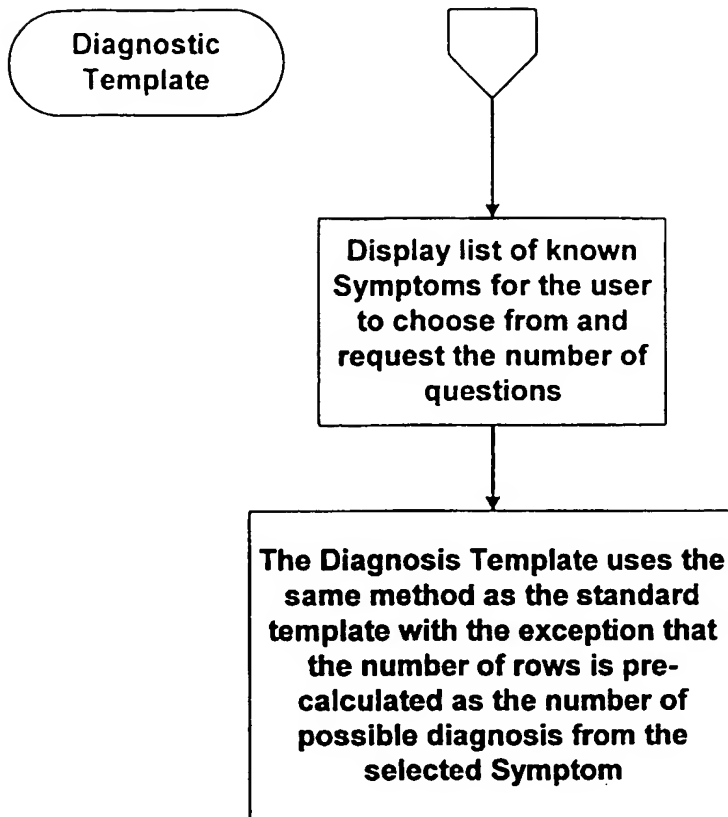 Diagnostic
Template
Display list of known
Symptoms for the user
to choose from and
request the number of
questions
The Diagnosis Template uses the
same method as the standard
template with the exception that
the number of rows is pre-
calculated as the number of
possible diagnosis from the
selected Symptom